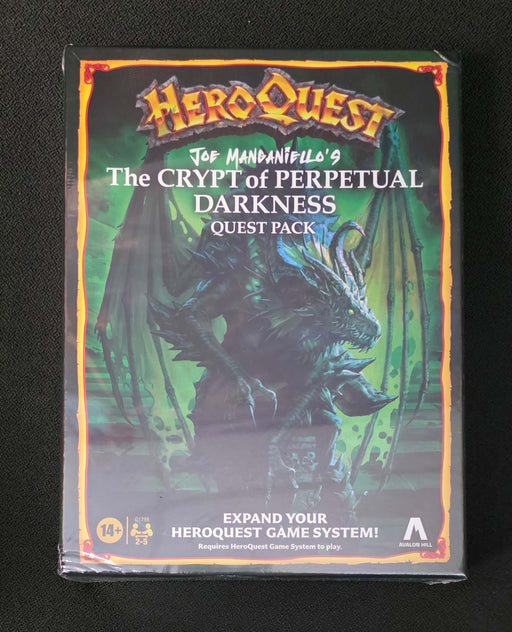 HEROQUEST
JOE MANGANIELLO'S
The CRYPT of PERPETUAL
DARKNESS
QUEST PACK
14+
2-5
EXPAND YOUR
HEROQUEST GAME SYSTEM!
Requires HeroQuest Game System to play.
AVALON HILL